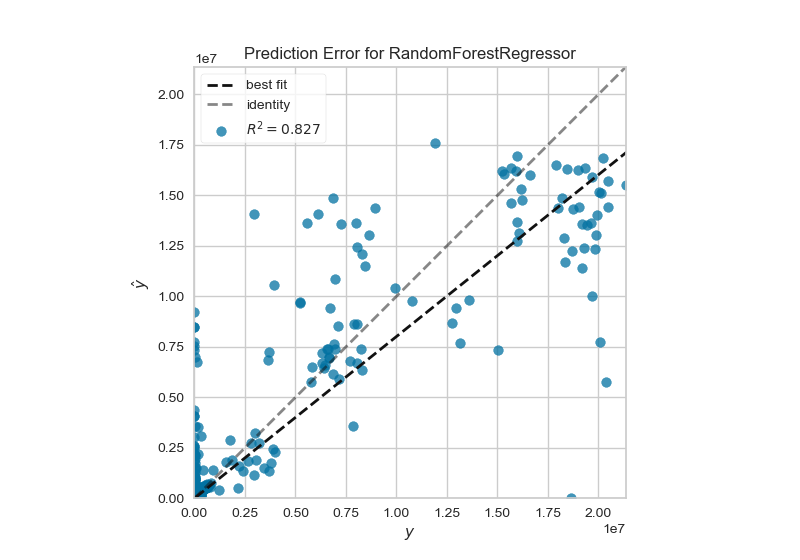 Prediction Error for RandomForestRegressor
1e7
best fit
identity
R² = 0.827
2.00
1.75
1.50
1.25
1.00
0.75
0.50
0.25
0.00
ŷ
0.00 0.25 0.50 0.75 1.00 1.25 1.50 1.75 2.00
1e7
y